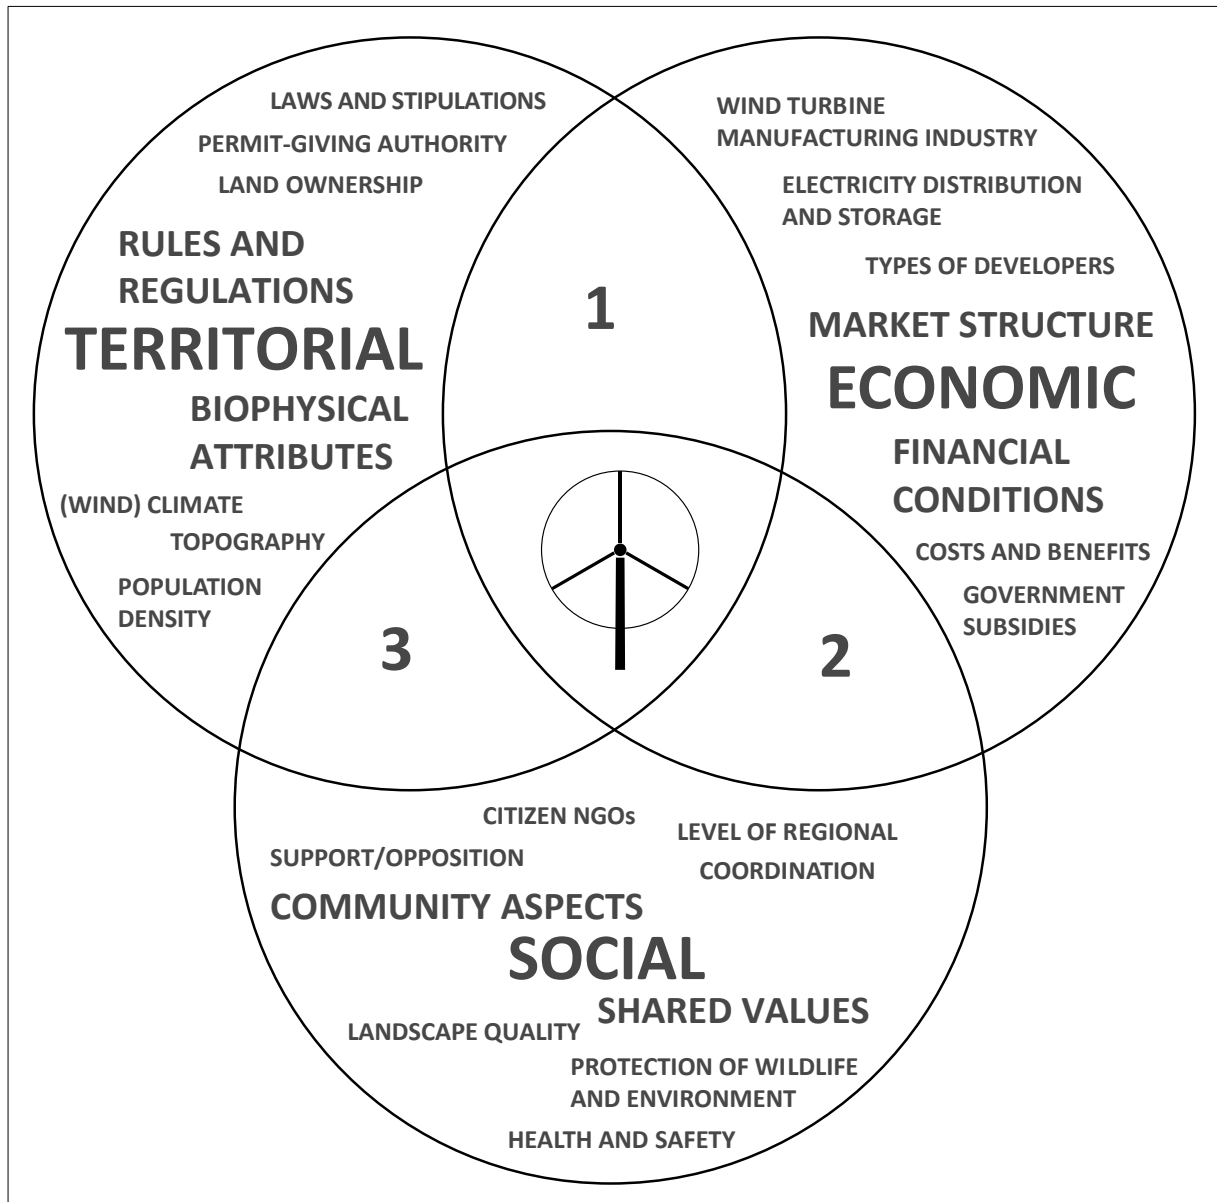 LAWS AND STIPULATIONS
PERMIT-GIVING AUTHORITY
LAND OWNERSHIP
RULES AND
REGULATIONS
TERRITORIAL
BIOPHYSICAL
ATTRIBUTES
(WIND) CLIMATE
TOPOGRAPHY
POPULATION
DENSITY
1
WIND TURBINE
MANUFACTURING INDUSTRY
ELECTRICITY DISTRIBUTION
AND STORAGE
TYPES OF DEVELOPERS
MARKET STRUCTURE
ECONOMIC
FINANCIAL
CONDITIONS
COSTS AND BENEFITS
GOVERNMENT
SUBSIDIES
3
2
CITIZEN NGOs
LEVEL OF REGIONAL
COORDINATION
SUPPORT/OPPOSITION
COMMUNITY ASPECTS
SOCIAL
SHARED VALUES
LANDSCAPE QUALITY
PROTECTION OF WILDLIFE
AND ENVIRONMENT
HEALTH AND SAFETY